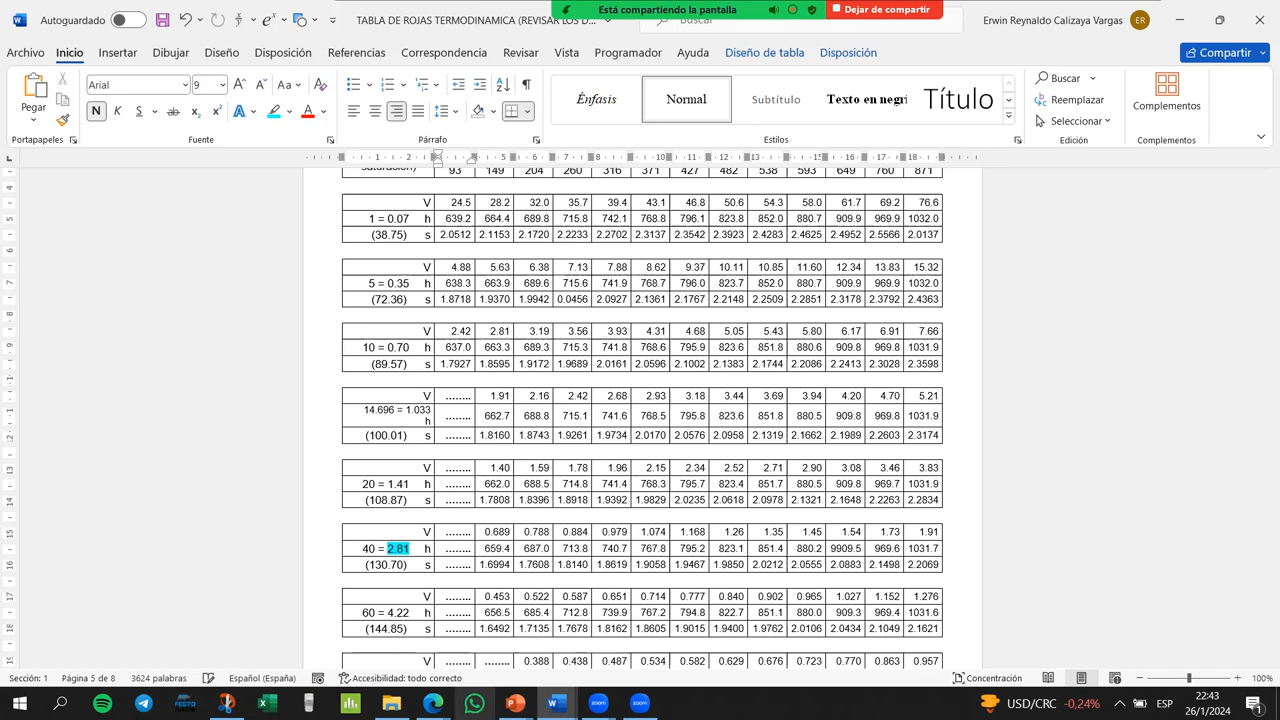 Autoguardado
TABLA DE ROJAS TERMODINAMICA (REVISAR LOS D...
Está compartiendo la pantalla
Dejar de compartir
Buscar
Erwin Reynaldo Calizaya Vargas
ER
Archivo Inicio Insertar Dibujar Diseño Disposición Referencias Correspondencia Revisar Vista Programador Ayuda Diseño de tabla Disposición
Compartir
Pegar
Arial 9
N K S
Énfasis
Normal
Subtítulo
Texto en negri
Título
Buscar
Reemplazar
Seleccionar
Complementos
Portapapeles Fuente Párrafo Estilos Edición Complementos
saturación) 93 149 204 260 316 371 427 482 538 593 649 760 871
V 24.5 28.2 32.0 35.7 39.4 43.1 46.8 50.6 54.3 58.0 61.7 69.2 76.6
1 = 0.07 h 639.2 664.4 689.8 715.8 742.1 768.8 796.1 823.8 852.0 880.7 909.9 969.9 1032.0
(38.75) s 2.0512 2.1153 2.1720 2.2233 2.2702 2.3137 2.3542 2.3923 2.4283 2.4625 2.4952 2.5566 2.0137
V 4.88 5.63 6.38 7.13 7.88 8.62 9.37 10.11 10.85 11.60 12.34 13.83 15.32
5 = 0.35 h 638.3 663.9 689.6 715.6 741.9 768.7 796.0 823.7 852.0 880.7 909.9 969.9 1032.0
(72.36) s 1.8718 1.9370 1.9942 0.0456 2.0927 2.1361 2.1767 2.2148 2.2509 2.2851 2.3178 2.3792 2.4363
V 2.42 2.81 3.19 3.56 3.93 4.31 4.68 5.05 5.43 5.80 6.17 6.91 7.66
10 = 0.70 h 637.0 663.3 689.3 715.3 741.8 768.6 795.9 823.6 851.8 880.6 909.8 969.8 1031.9
(89.57) s 1.7927 1.8595 1.9172 1.9689 2.0161 2.0596 2.1002 2.1383 2.1744 2.2086 2.2413 2.3028 2.3598
V ........ 1.91 2.16 2.42 2.68 2.93 3.18 3.44 3.69 3.94 4.20 4.70 5.21
14.696 = 1.033 h ........ 662.7 688.8 715.1 741.6 768.5 795.8 823.6 851.8 880.5 909.8 969.8 1031.9
(100.01) s ........ 1.8160 1.8743 1.9261 1.9734 2.0170 2.0576 2.0958 2.1319 2.1662 2.1989 2.2603 2.3174
V ........ 1.40 1.59 1.78 1.96 2.15 2.34 2.52 2.71 2.90 3.08 3.46 3.83
20 = 1.41 h ........ 662.0 688.5 714.8 741.4 768.3 795.7 823.4 851.7 880.5 909.8 969.7 1031.9
(108.87) s ........ 1.7808 1.8396 1.8918 1.9392 1.9829 2.0235 2.0618 2.0978 2.1321 2.1648 2.2263 2.2834
V ........ 0.689 0.788 0.884 0.979 1.074 1.168 1.26 1.35 1.45 1.54 1.73 1.91
40 = 2.81 h ........ 659.4 687.0 713.8 740.7 767.8 795.2 823.1 851.4 880.2 9909.5 969.6 1031.7
(130.70) s ........ 1.6994 1.7608 1.8140 1.8619 1.9058 1.9467 1.9850 2.0212 2.0555 2.0883 2.1498 2.2069
V ........ 0.453 0.522 0.587 0.651 0.714 0.777 0.840 0.902 0.965 1.027 1.152 1.276
60 = 4.22 h ........ 656.5 685.4 712.8 739.9 767.2 794.8 822.7 851.1 880.0 909.3 969.4 1031.6
(144.85) s ........ 1.6492 1.7135 1.7678 1.8162 1.8605 1.9015 1.9400 1.9762 2.0106 2.0434 2.1049 2.1621
V ........ ........ 0.388 0.438 0.487 0.534 0.582 0.629 0.676 0.723 0.770 0.863 0.957
Sección: 1 Página 5 de 8 3624 palabras Español (España) Accesibilidad: todo correcto Concentración 100%
USD/CRC -0,24% ESP 22:43
26/1/2024